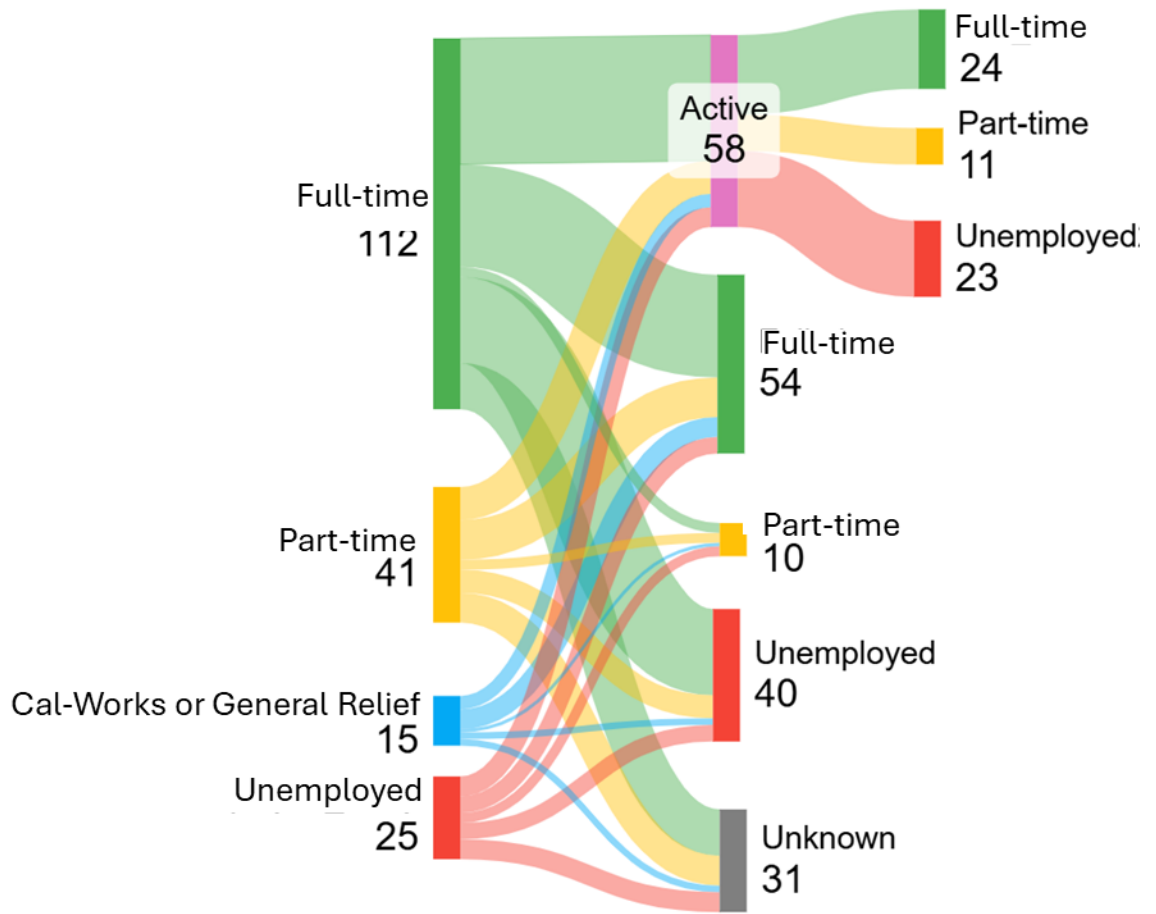 Full-time
112
Part-time
41
Cal-Works or General Relief
15
Unemployed
25
Active
58
Full-time
54
Part-time
10
Unemployed
40
Unknown
31
Full-time
24
Part-time
11
Unemployed
23